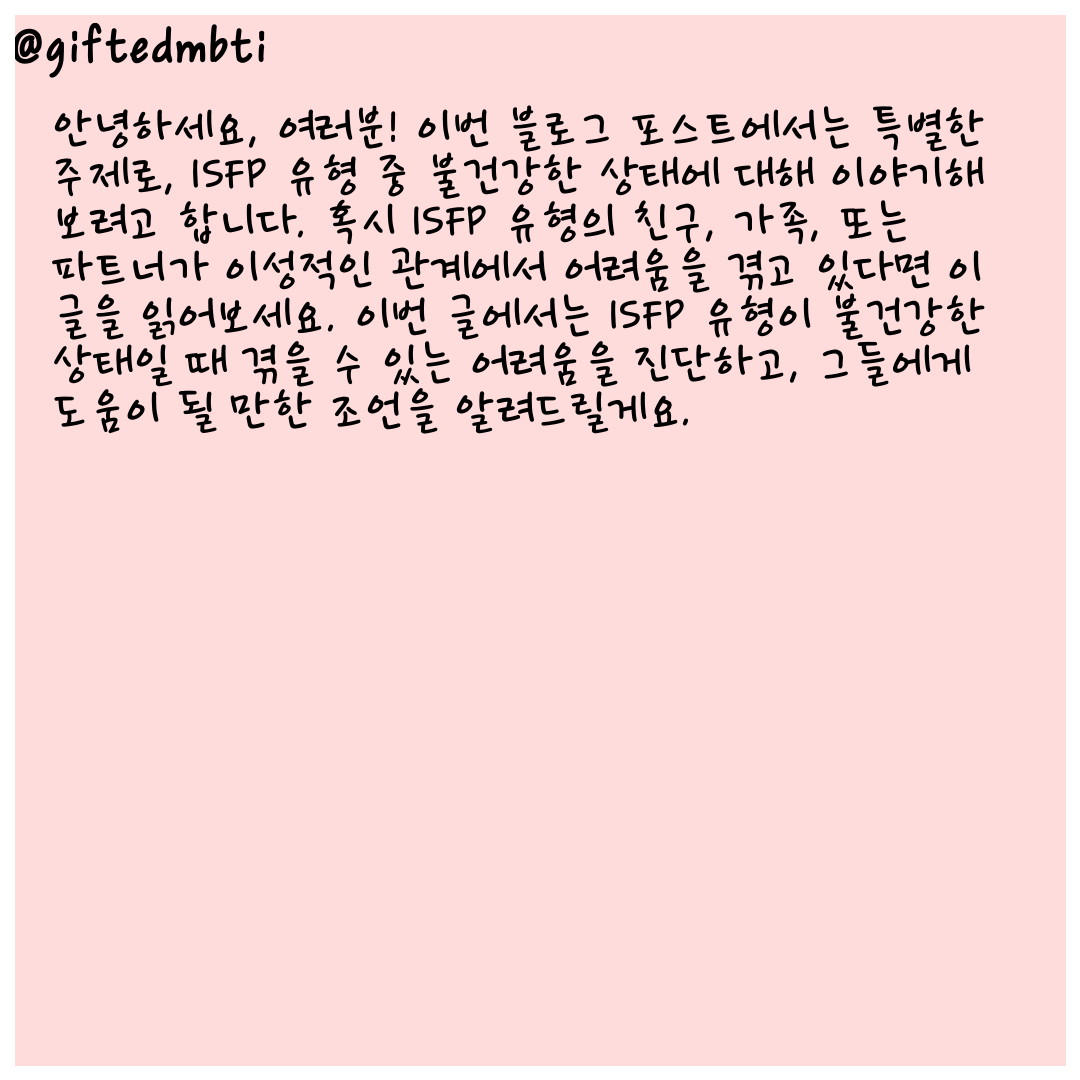 @giftedmbti
안녕하세요, 여러분! 이번 블로그 포스트에서는 특별한
주제로, ISFP 유형 중 불건강한 상태에 대해 이야기해
보려고 합니다. 혹시 ISFP 유형의 친구, 가족, 또는
파트너가 이성적인 관계에서 어려움을 겪고 있다면 이
글을 읽어보세요. 이번 글에서는 ISFP 유형이 불건강한
상태일 때 겪을 수 있는 어려움을 진단하고, 그들에게
도움이 될 만한 조언을 알려드릴게요.